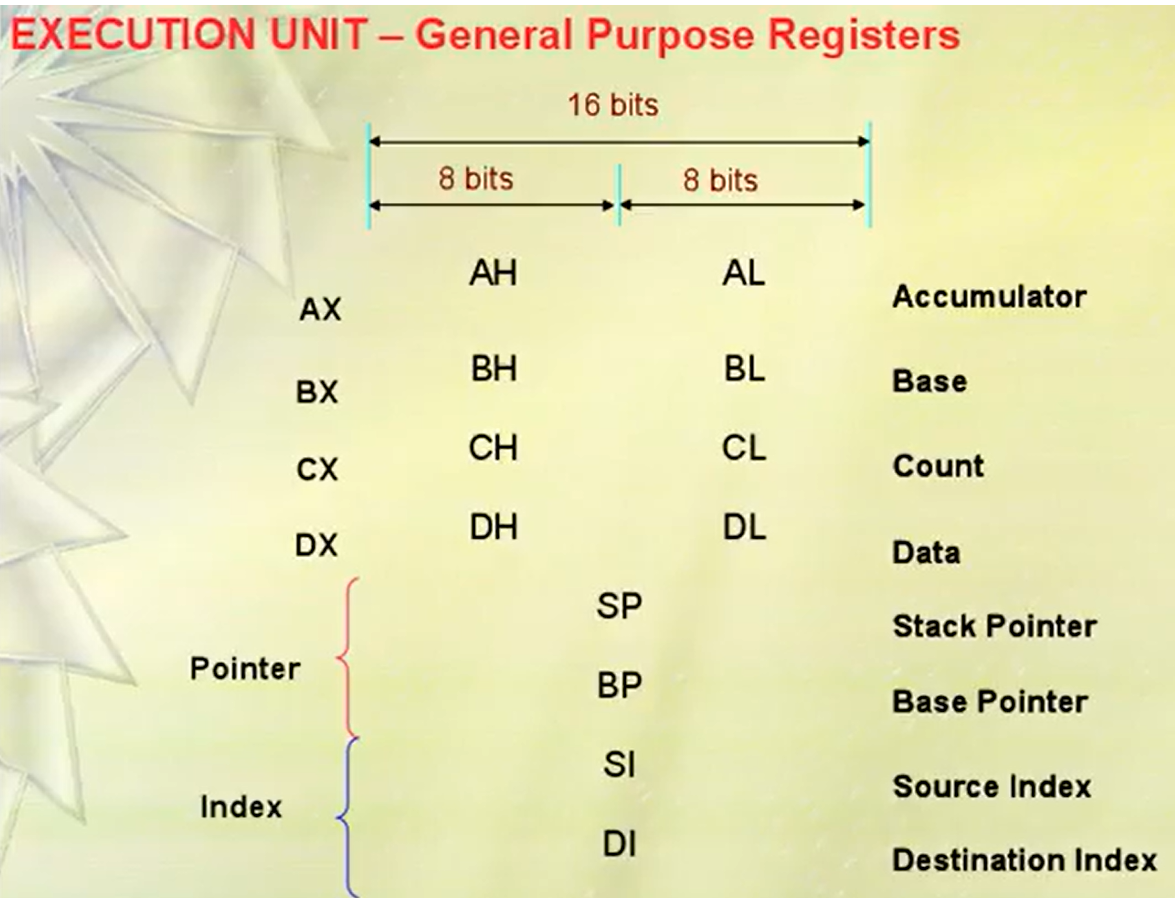 EXECUTION UNIT – General Purpose Registers
16 bits
8 bits 8 bits
AH AL
AX Accumulator
BH BL
BX Base
CH CL
CX Count
DH DL
DX Data
SP
Stack Pointer
Pointer
BP
Base Pointer
SI
Source Index
Index
DI
Destination Index